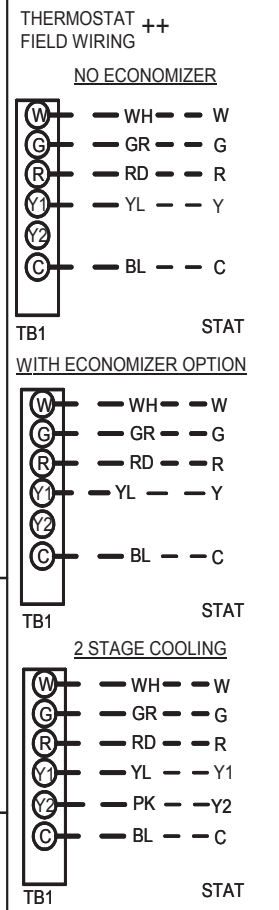 THERMOSTAT ++
FIELD WIRING
NO ECONOMIZER
W WH W
G GR G
R RD R
Y1 YL Y
Y2
C BL C
TB1 STAT
WITH ECONOMIZER OPTION
W WH W
G GR G
R RD R
Y1 YL Y
Y2
C BL C
TB1 STAT
2 STAGE COOLING
W WH W
G GR G
R RD R
Y1 YL Y1
Y2 PK Y2
C BL C
TB1 STAT